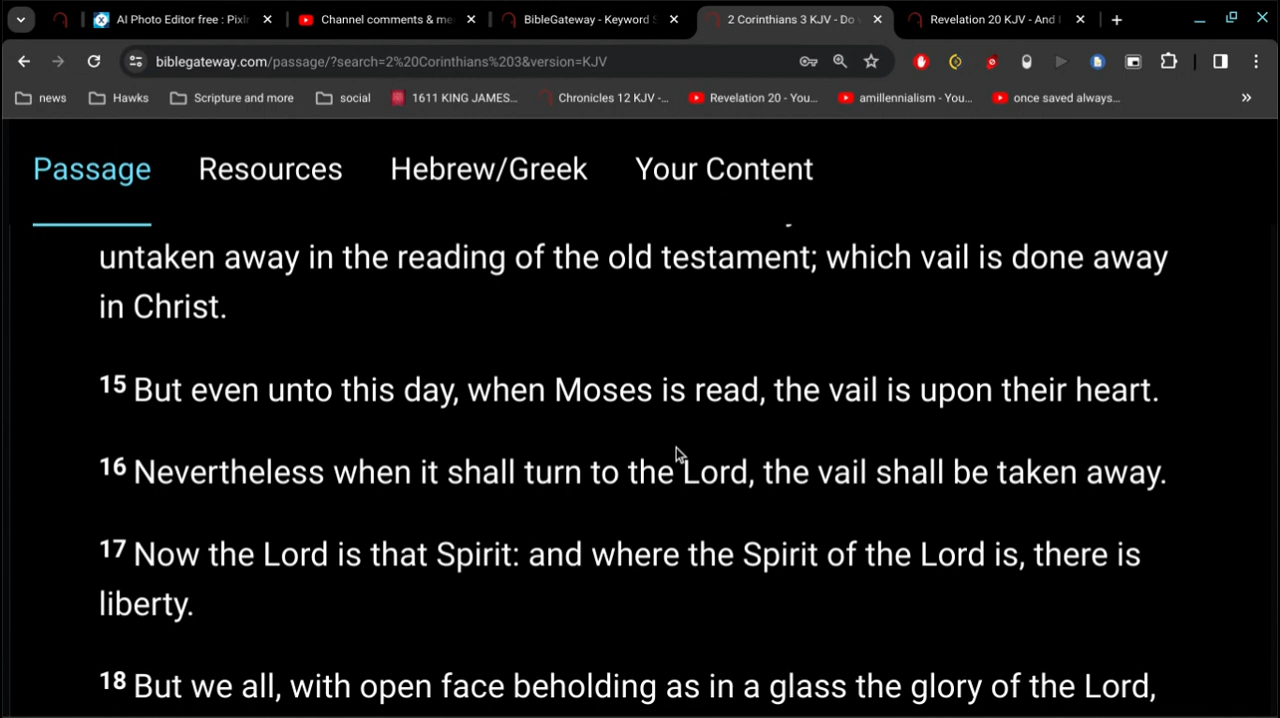 AI Photo Editor free : Pixlr
Channel comments & me
BibleGateway - Keyword S
2 Corinthians 3 KJV - Do
Revelation 20 KJV - And
biblegateway.com/passage/?search=2%20Corinthians%203&version=KJV
news
Hawks
Scripture and more
social
1611 KING JAMES...
Chronicles 12 KJV -...
Revelation 20 - You...
amillennialism - You...
once saved always...
Passage
Resources
Hebrew/Greek
Your Content
untaken away in the reading of the old testament; which vail is done away
in Christ.
15 But even unto this day, when Moses is read, the vail is upon their heart.
16 Nevertheless when it shall turn to the Lord, the vail shall be taken away.
17 Now the Lord is that Spirit: and where the Spirit of the Lord is, there is
liberty.
18 But we all, with open face beholding as in a glass the glory of the Lord,